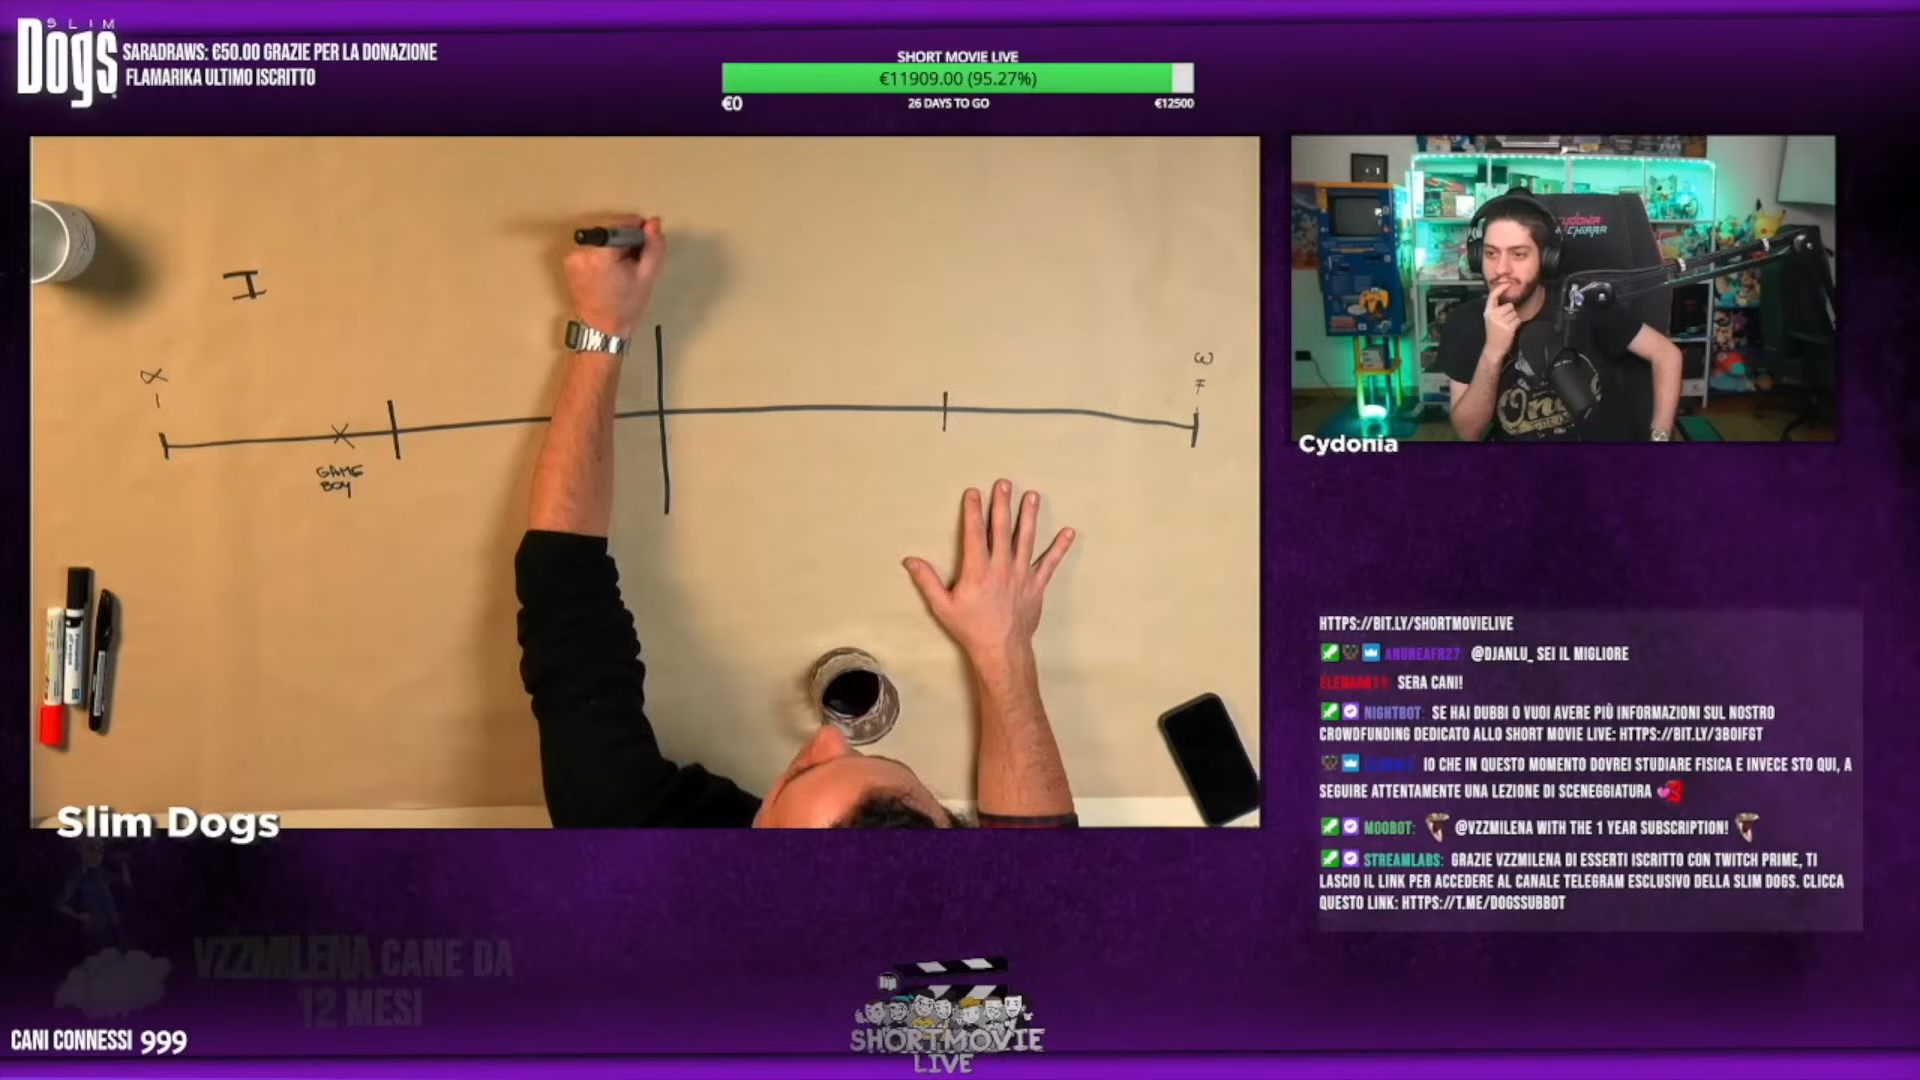 SLIM
Dogs
SARADRAWS: €50.00 GRAZIE PER LA DONAZIONE
FLAMARIKA ULTIMO ISCRITTO
SHORT MOVIE LIVE
€11909.00 (95.27%)
€0
26 DAYS TO GO
€12500
I
α
ω
F
GAME
BOY
Slim Dogs
CYDONIA
CHIARA
Cydonia
HTTPS://BIT.LY/SHORTMOVIELIVE
ANDREAFR27: @DJANLU_ SEI IL MIGLIORE
SERA CANI!
NIGHTBOT: SE HAI DUBBI O VUOI AVERE PIÙ INFORMAZIONI SUL NOSTRO
CROWDFUNDING DEDICATO ALLO SHORT MOVIE LIVE: HTTPS://BIT.LY/3BOIFGT
IO CHE IN QUESTO MOMENTO DOVREI STUDIARE FISICA E INVECE STO QUI, A
SEGUIRE ATTENTAMENTE UNA LEZIONE DI SCENEGGIATURA
MOOBOT: @VZZMILENA WITH THE 1 YEAR SUBSCRIPTION!
STREAMLABS: GRAZIE VZZMILENA DI ESSERTI ISCRITTO CON TWITCH PRIME, TI
LASCIO IL LINK PER ACCEDERE AL CANALE TELEGRAM ESCLUSIVO DELLA SLIM DOGS. CLICCA
QUESTO LINK: HTTPS://T.ME/DOGSSUBBOT
VZZMILENA CANE DA
12 MESI
CANI CONNESSI 999
SHORTMOVIE
LIVE